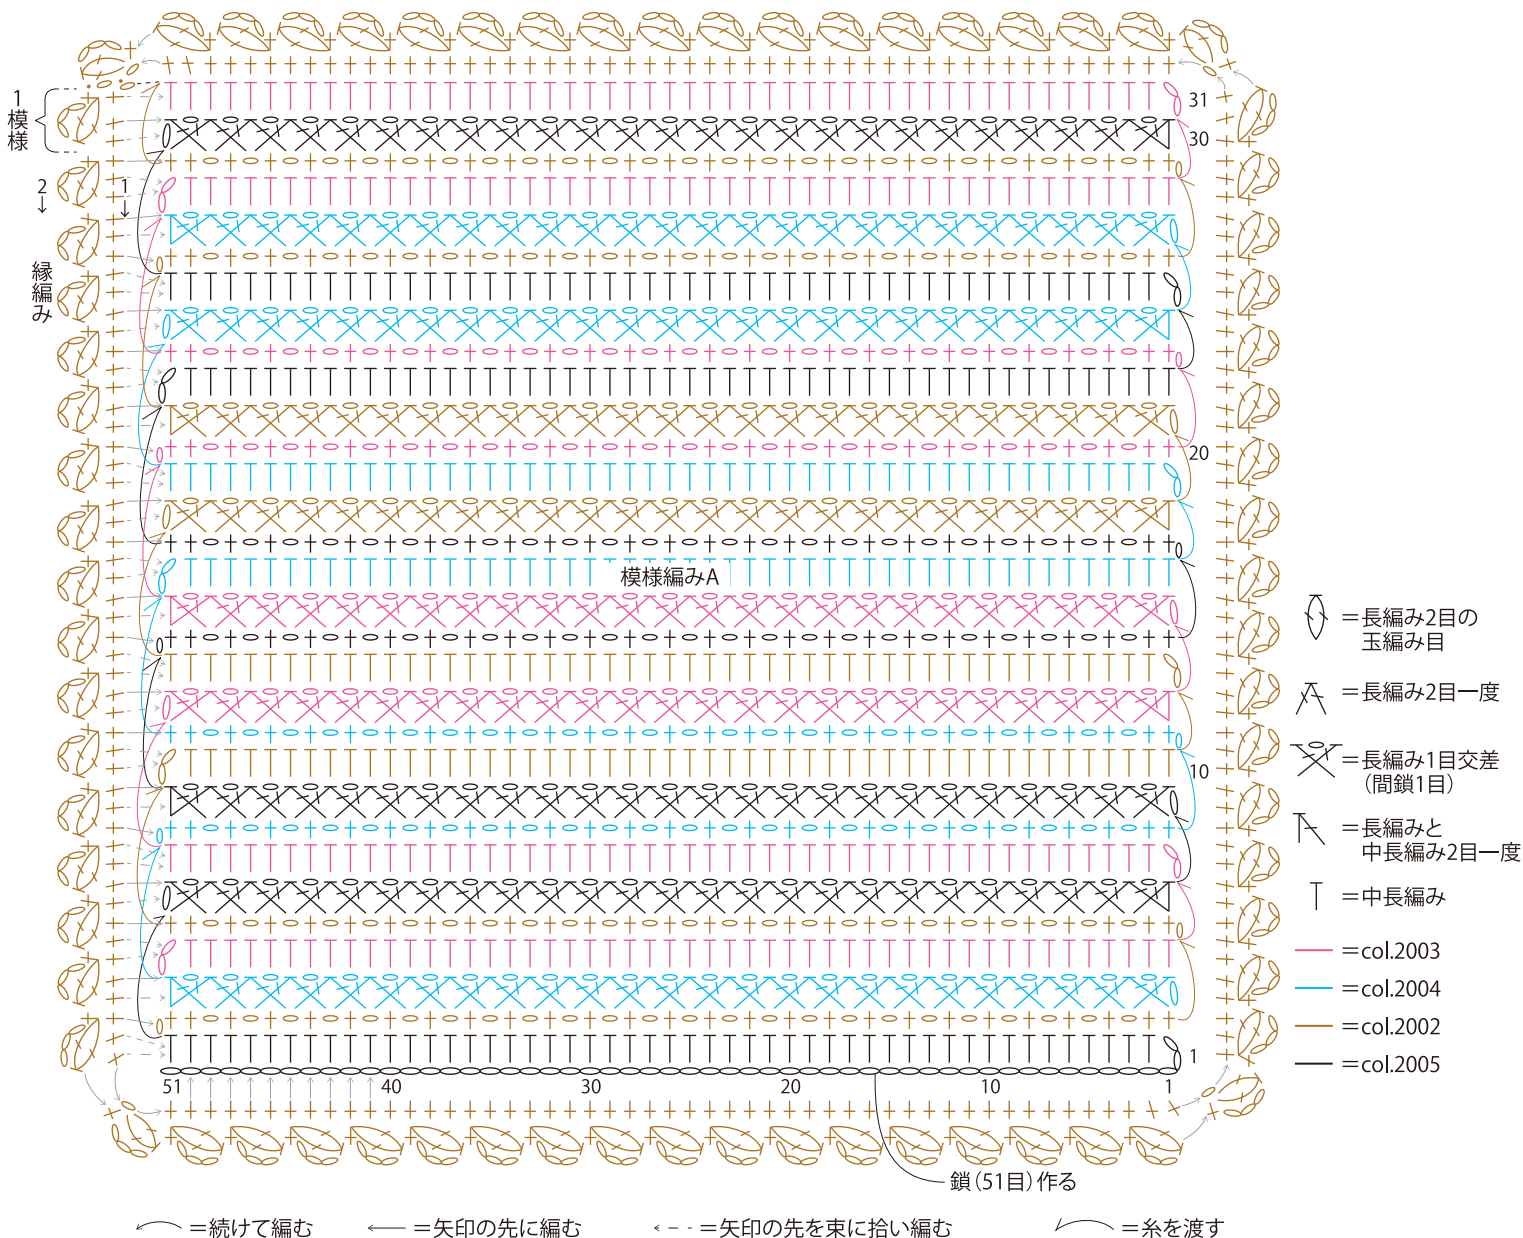 1
模様
2
1
縁編み
31
30
20
10
1
模様編みA
51
40
30
20
10
1
鎖(51目)作る
=長編み2目の
玉編み目
=長編み2目一度
=長編み1目交差
(間鎖1目)
=長編みと
中長編み2目一度
=中長編み
=col.2003
=col.2004
=col.2002
=col.2005
=続けて編む
=矢印の先に編む
=矢印の先を束に拾い編む
=糸を渡す